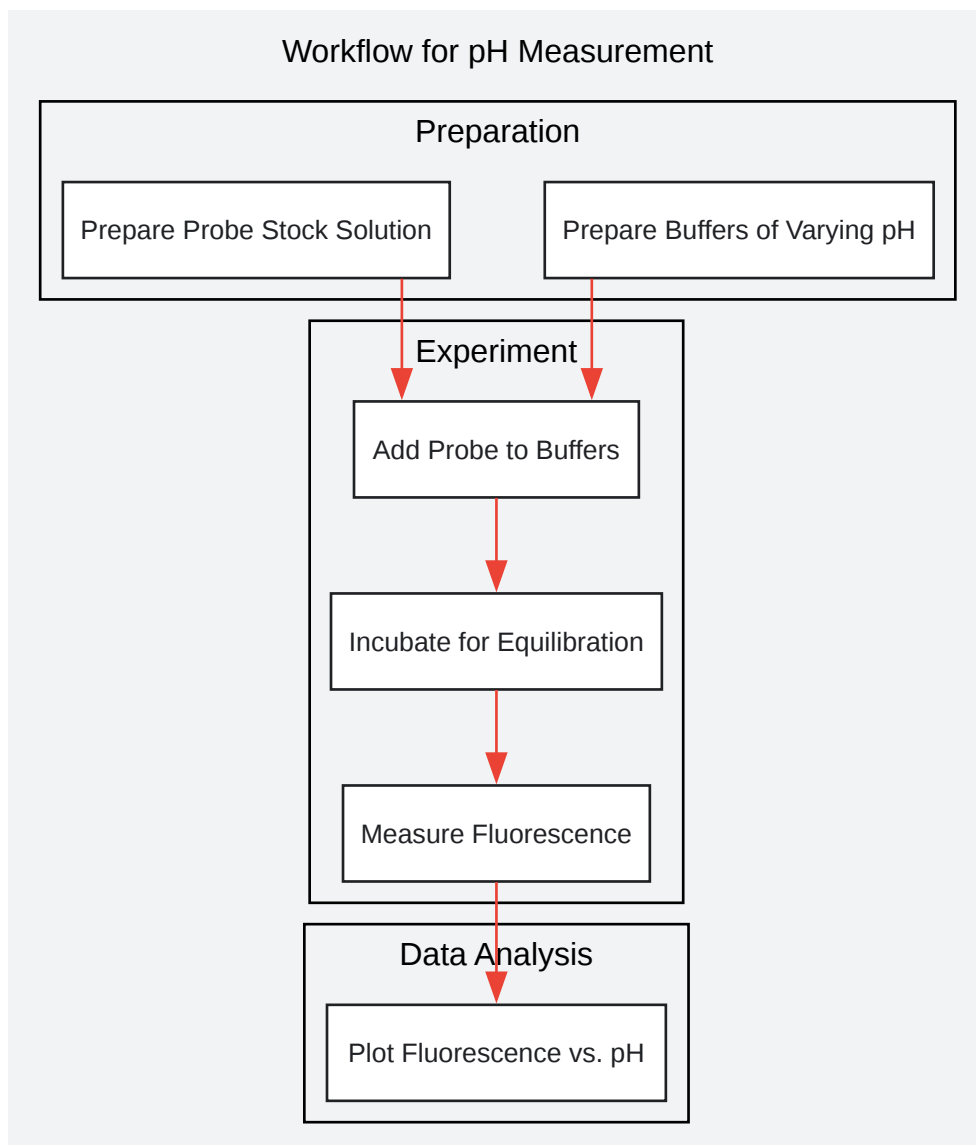 Workflow for pH Measurement
Preparation
Prepare Probe Stock Solution
Prepare Buffers of Varying pH
Experiment
Add Probe to Buffers
Incubate for Equilibration
Measure Fluorescence
Data Analysis
Plot Fluorescence vs. pH